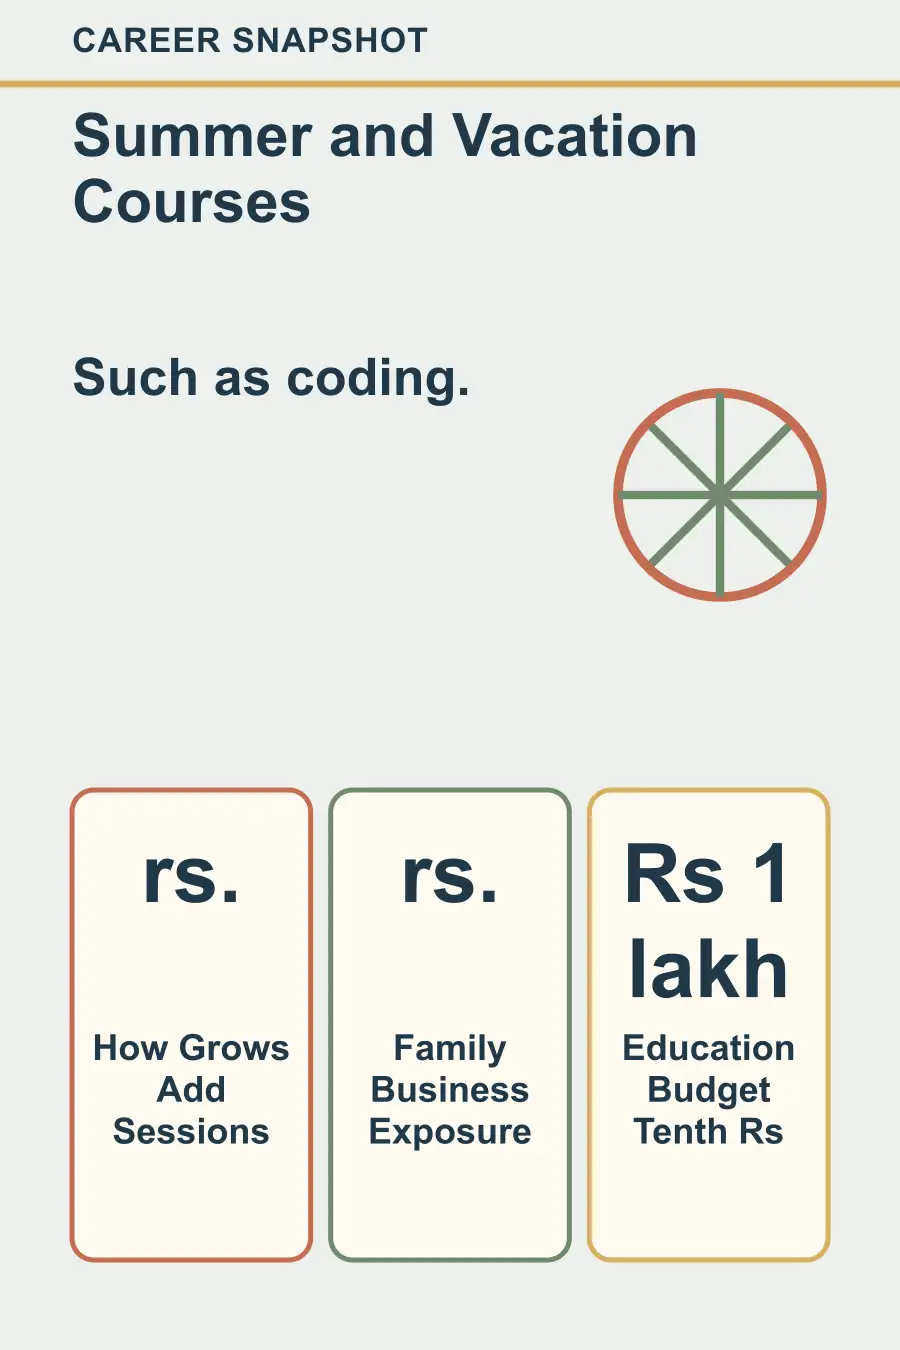 CAREER SNAPSHOT
Summer and Vacation
Courses
Such as coding.
rs.
How Grows
Add
Sessions
rs.
Family
Business
Exposure
Rs 1
lakh
Education
Budget
Tenth Rs